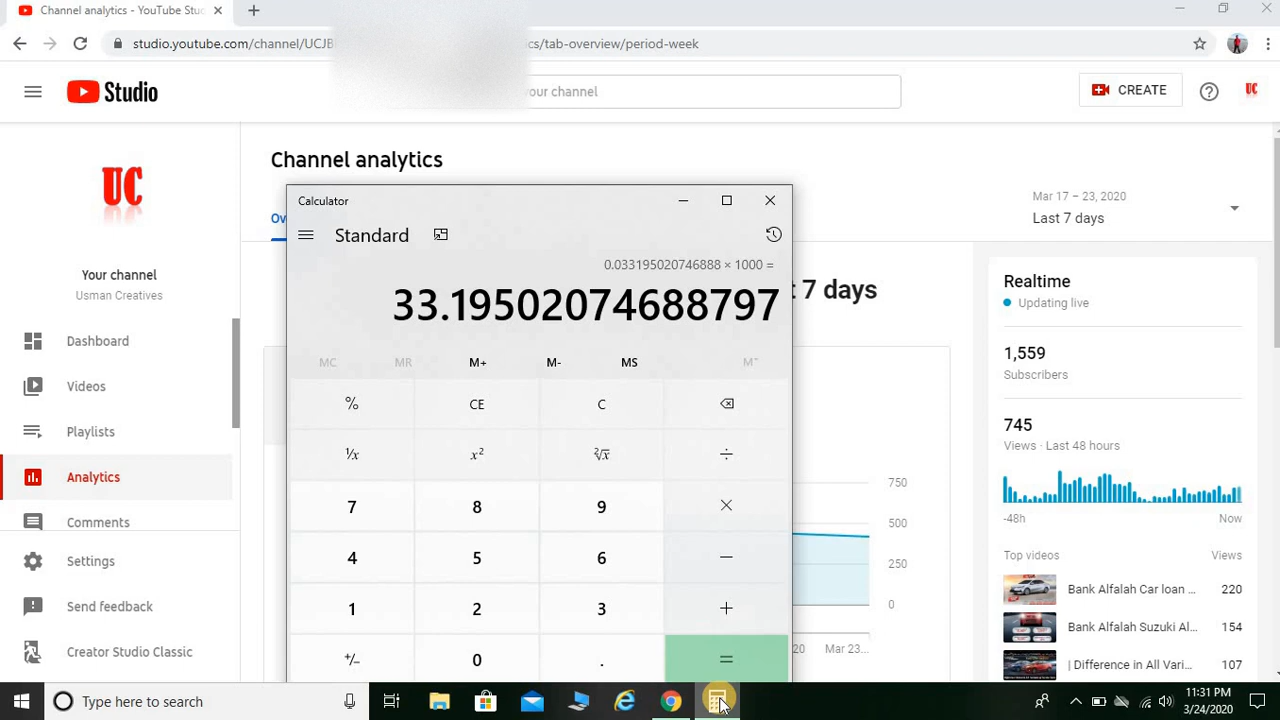 Channel analytics - YouTube Studio
studio.youtube.com/channel/UCJB
cs/tab-overview/period-week
Studio
your channel
CREATE
UC
UC
Your channel
Usman Creatives
Dashboard
Videos
Playlists
Analytics
Comments
Settings
Send feedback
Creator Studio Classic
Channel analytics
Mar 17 – 23, 2020
Last 7 days
Ov
t 7 days
Calculator
Standard
0.033195020746888 × 1000 =
33.19502074688797
MC MR M+ M- MS M˅
% CE C
¹/x x² ²√x ÷
7 8 9 ×
4 5 6 −
1 2 3 +
+/- 0 . =
750
500
250
0
20 Mar 23...
Realtime
Updating live
1,559
Subscribers
745
Views · Last 48 hours
-48h Now
Top videos Views
Bank Alfalah Car loan ... 220
Bank Alfalah Suzuki Al... 154
| Difference in All Vari... 107
Type here to search
11:31 PM
3/24/2020